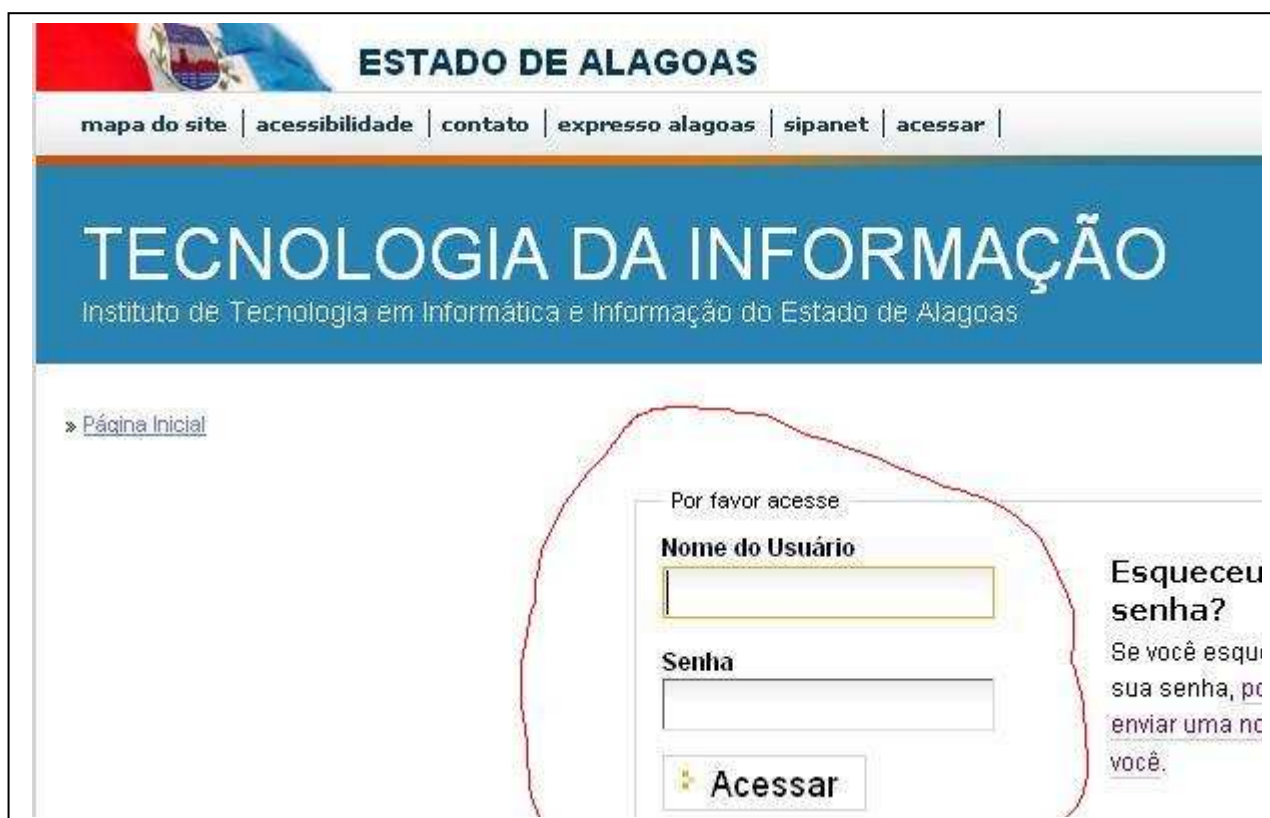 ESTADO DE ALAGOAS
mapa do site | acessibilidade | contato | expresso alagoas | sipanet | acessar |
TECNOLOGIA DA INFORMAÇÃO
Instituto de Tecnologia em Informática e Informação do Estado de Alagoas
» Página Inicial
Por favor acesse
Nome do Usuário
Senha
Acessar
Esqueceu
senha?
Se você
sua senha,
enviar uma
você.